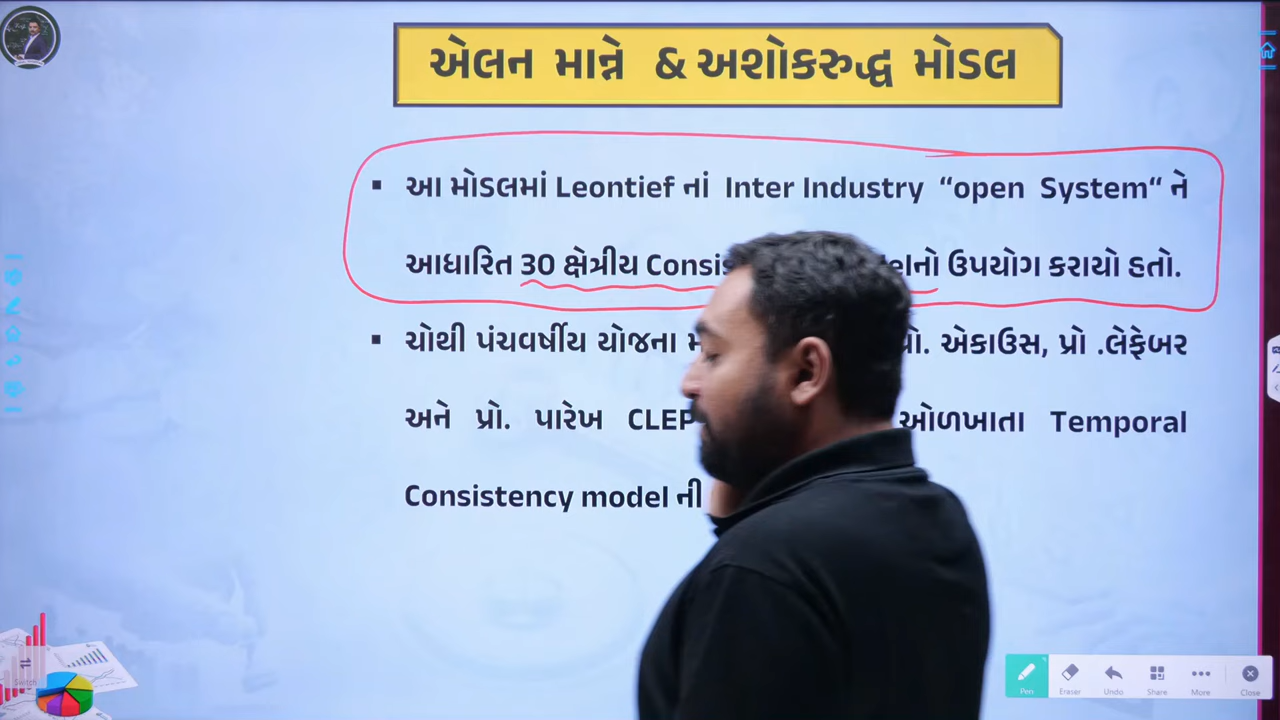 એલન માન્ને & અશોકરુદ્ધ મોડલ
▪ આ મોડલમાં Leontief નાં Inter Industry “open System“ ને
આધારિત 30 ક્ષેત્રીય ઉપયોગ કરાયો હતો.
▪ ચોથી પંચવર્ષીય યોજના એકાઉસ, પ્રો .લેફેબર
અને પ્રો. પારેખ CLEP ઓળખાતા Temporal
Consistency model ની
Switch
Pen Eraser Undo Share More Close